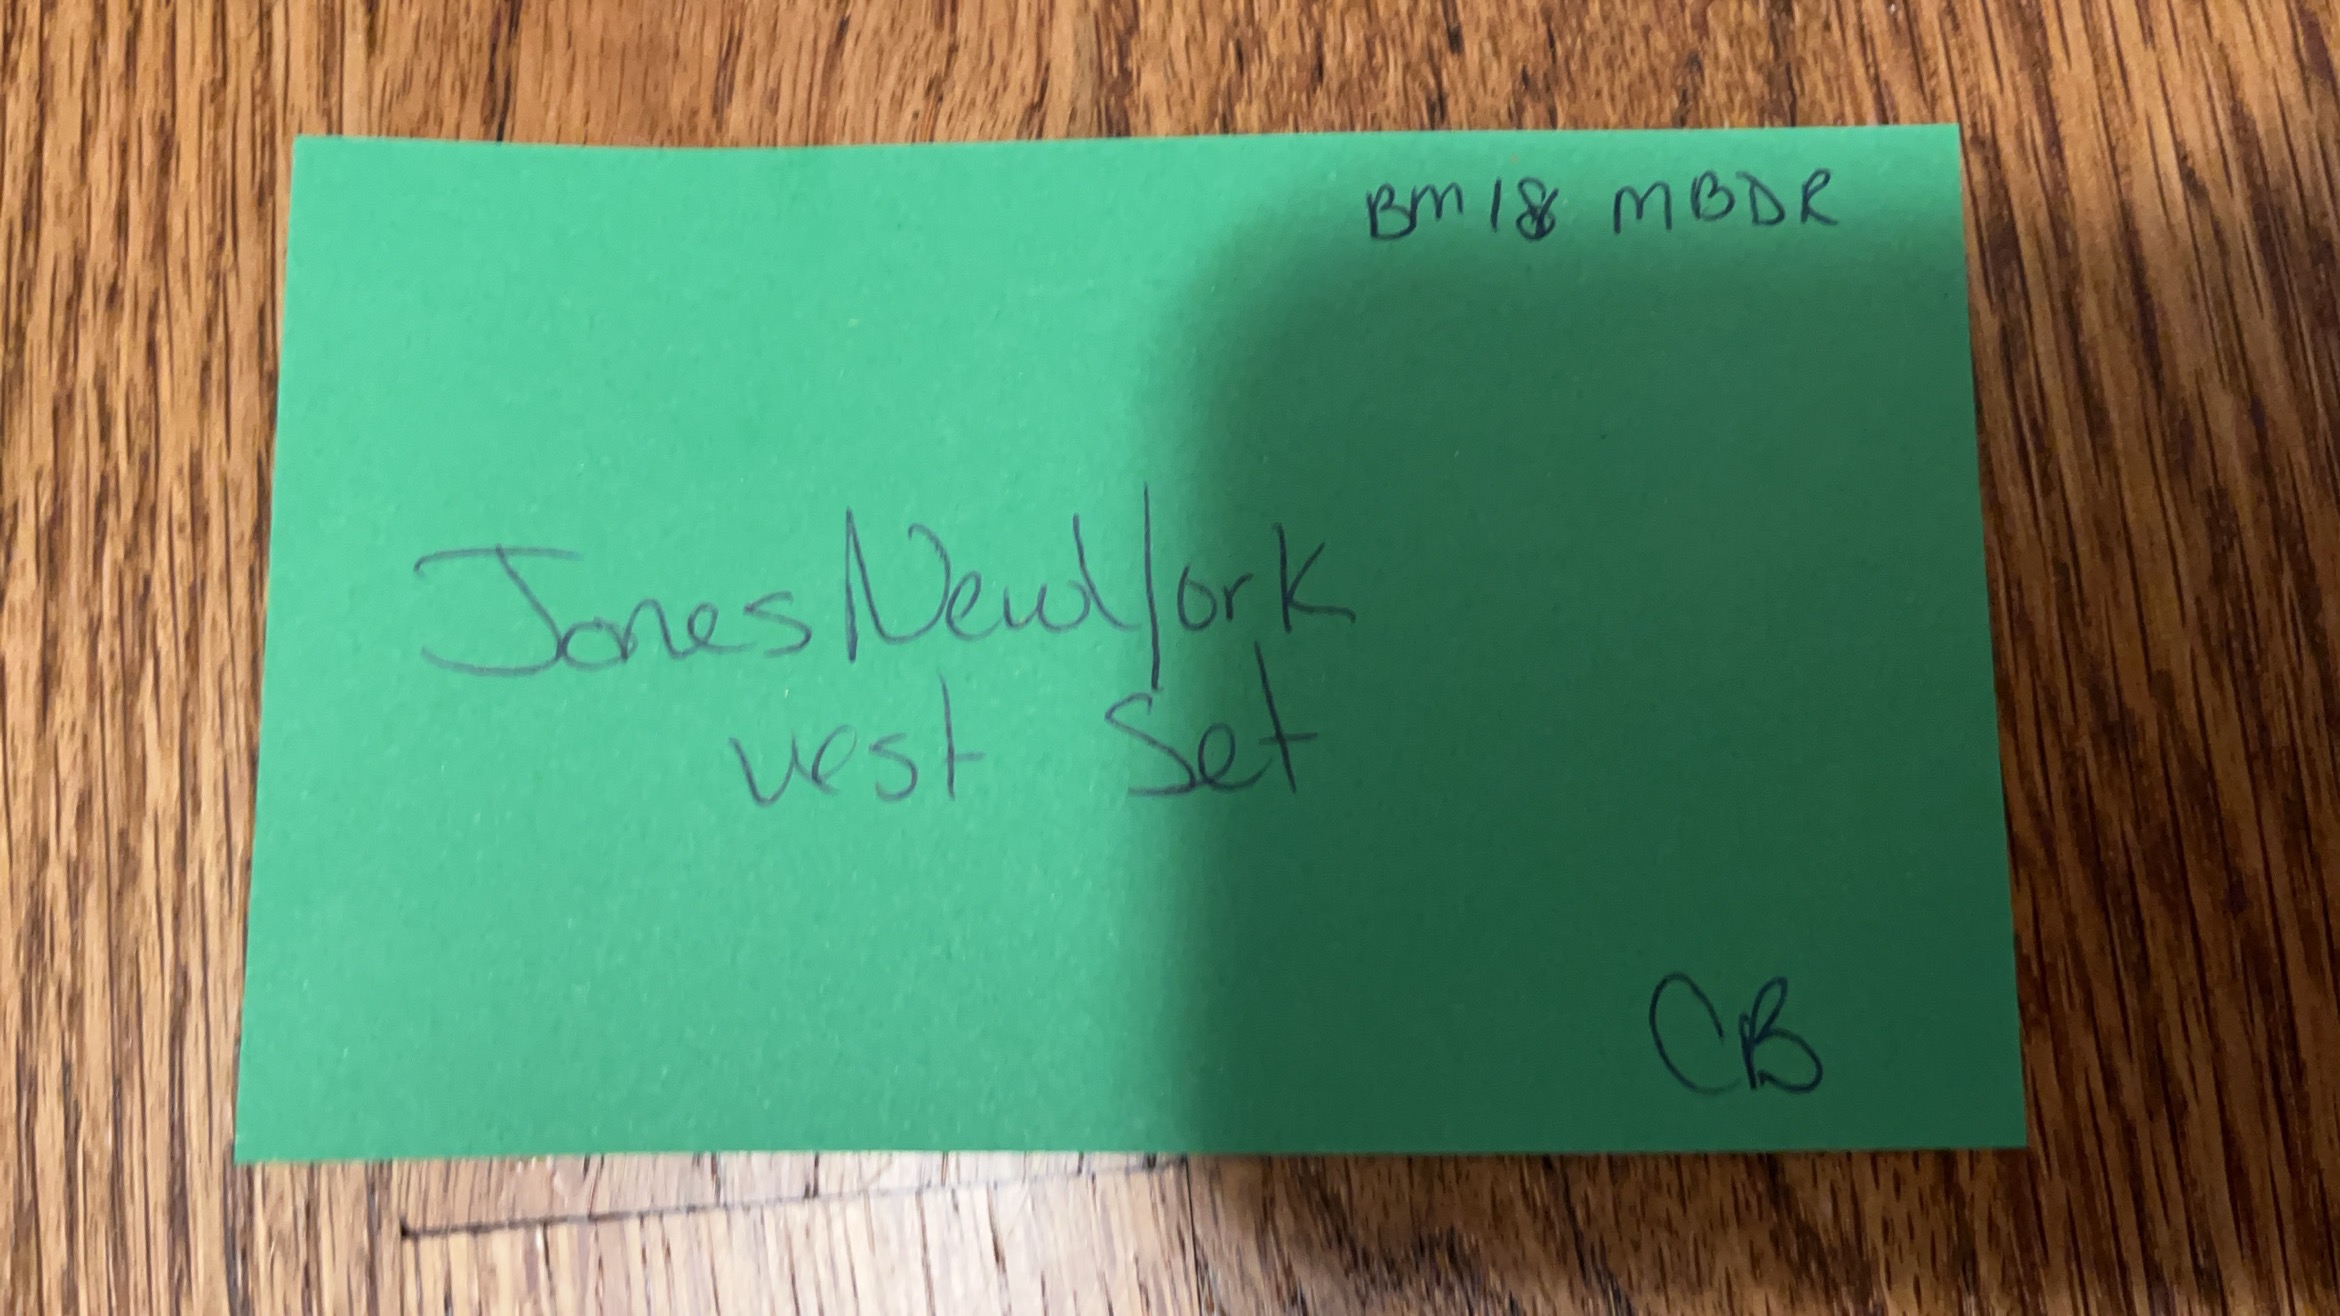 BM18 MBDR
Jones New York
vest Set
CB